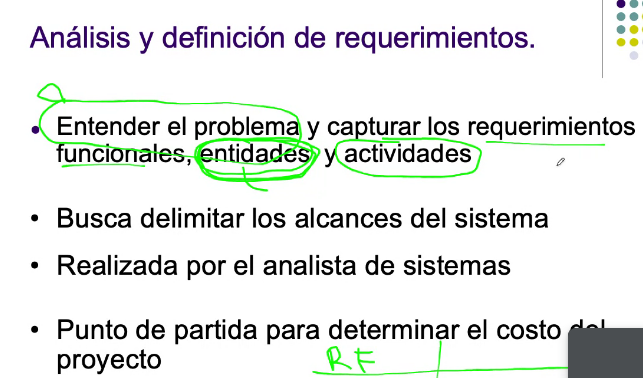 Análisis y definición de requerimientos.
• Entender el problema y capturar los requerimientos
funcionales, entidades y actividades
• Busca delimitar los alcances del sistema
• Realizada por el analista de sistemas
• Punto de partida para determinar el costo del
proyecto
RF